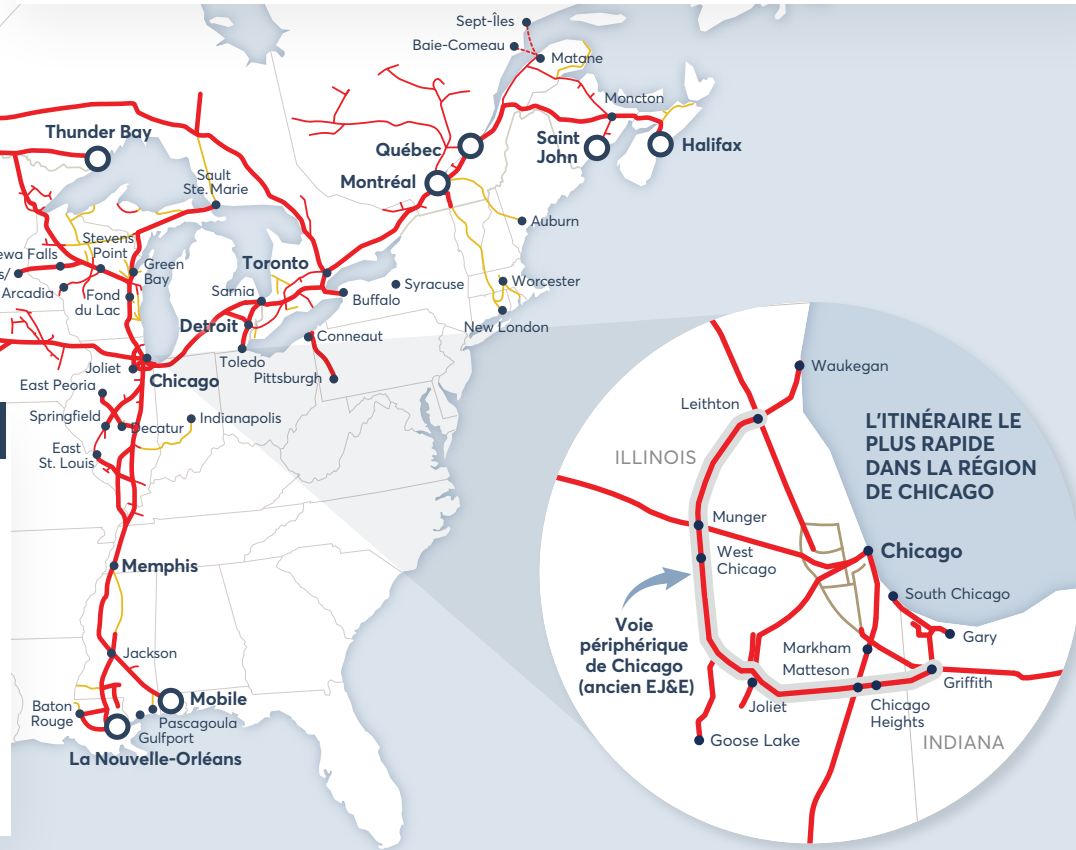 Sept-Îles
Baie-Comeau
Matane
Moncton
Thunder Bay
Québec
Saint
John
Halifax
Sault
Ste. Marie
Montréal
Auburn
Stevens
Point
ewa Falls
s/
Arcadia
Green
Bay
Fond
du Lac
Toronto
Sarnia
Buffalo
Syracuse
Worcester
New London
Detroit
Toledo
Conneaut
Pittsburgh
Joliet
Chicago
East Peoria
Springfield
Decatur
Indianapolis
East
St. Louis
Memphis
Jackson
Baton
Rouge
Mobile
Pascagoula
Gulfport
La Nouvelle-Orléans
Waukegan
Leithton
L'ITINÉRAIRE LE
PLUS RAPIDE
DANS LA RÉGION
DE CHICAGO
ILLINOIS
Munger
West
Chicago
Chicago
South Chicago
Voie
périphérique
de Chicago
(ancien EJ&E)
Gary
Markham
Matteson
Griffith
Joliet
Chicago
Heights
Goose Lake
INDIANA